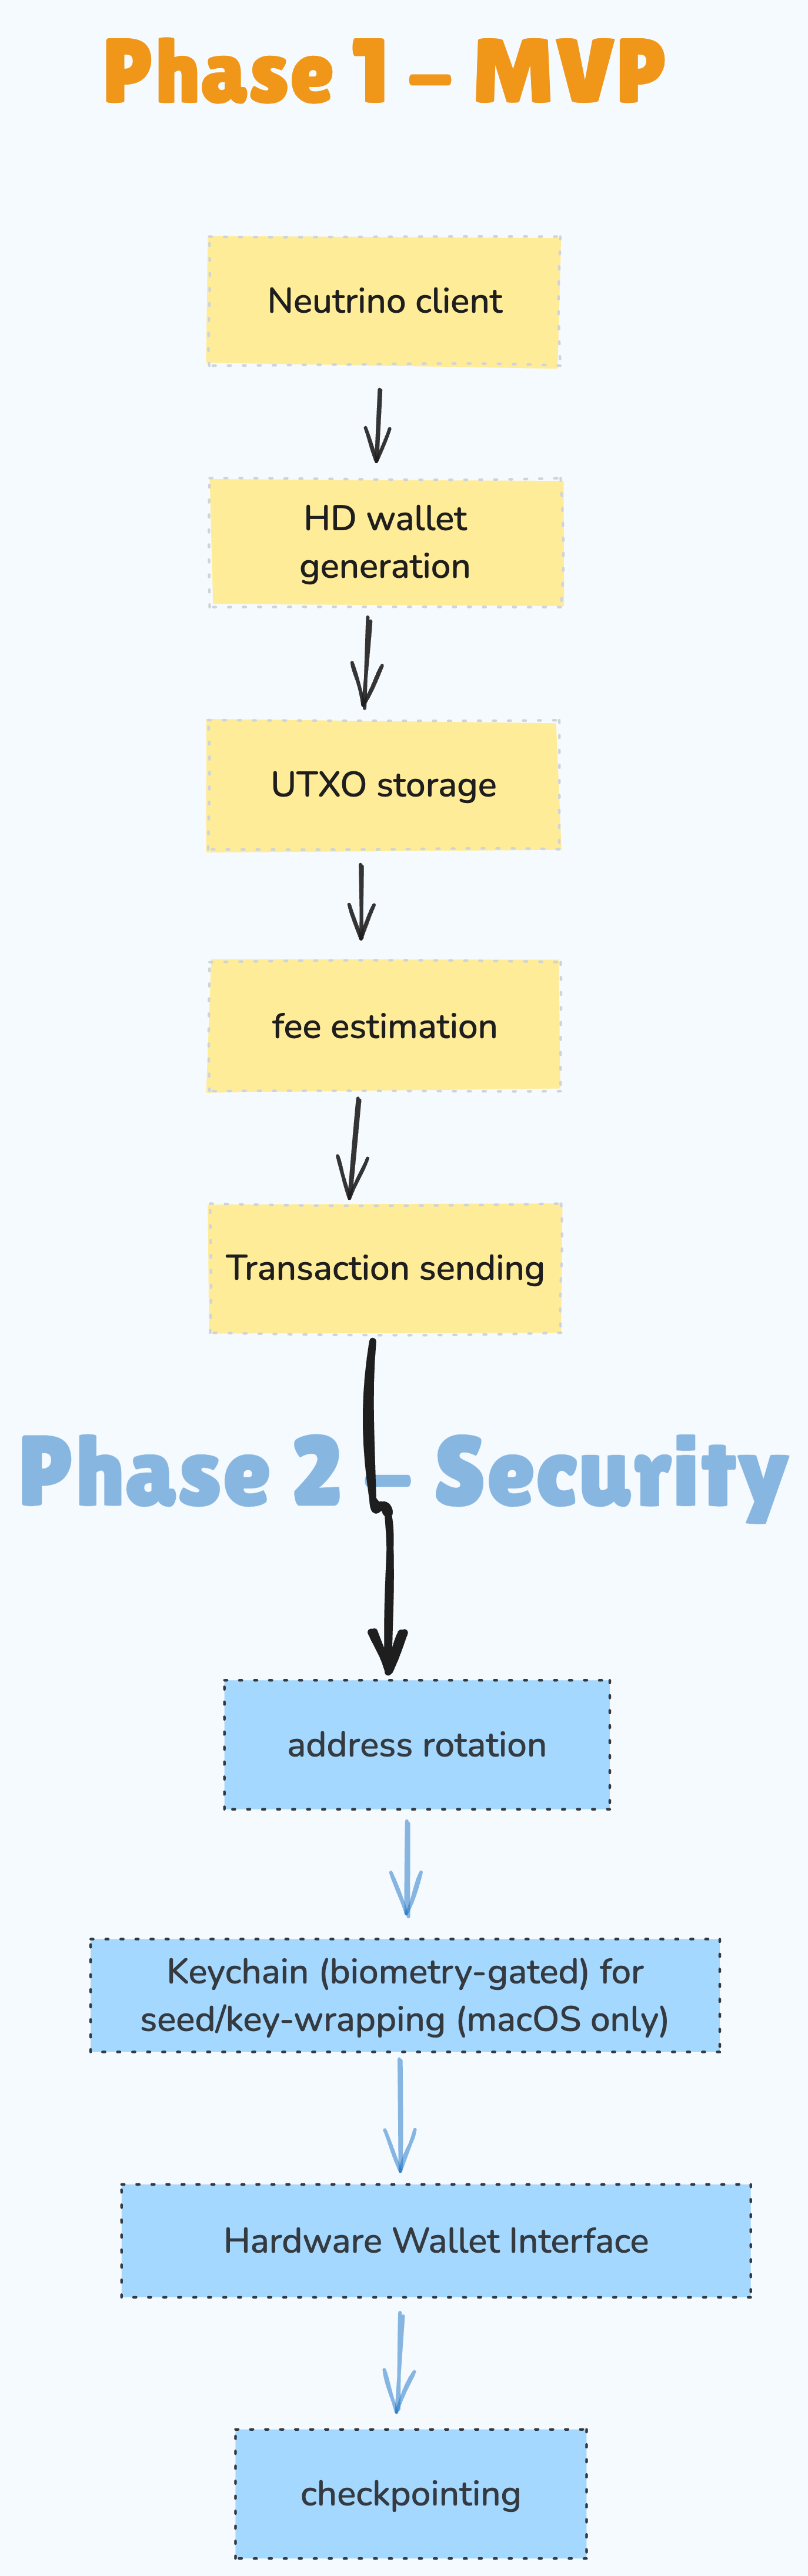 Phase 1 – MVP
Neutrino client
HD wallet
generation
UTXO storage
fee estimation
Transaction sending
Phase 2 – Security
address rotation
Keychain (biometry-gated) for
seed/key-wrapping (macOS only)
Hardware Wallet Interface
checkpointing